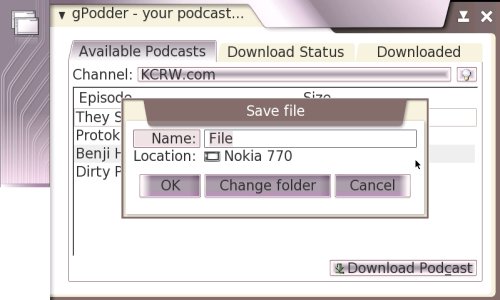 gPodder - your podcast...
Available Podcasts Download Status Downloaded
Channel: KCRW.com
Episode Size
They S
Protok
Benji H
Dirty P
Save file
Name: File
Location: Nokia 770
OK Change folder Cancel
Download Podcast